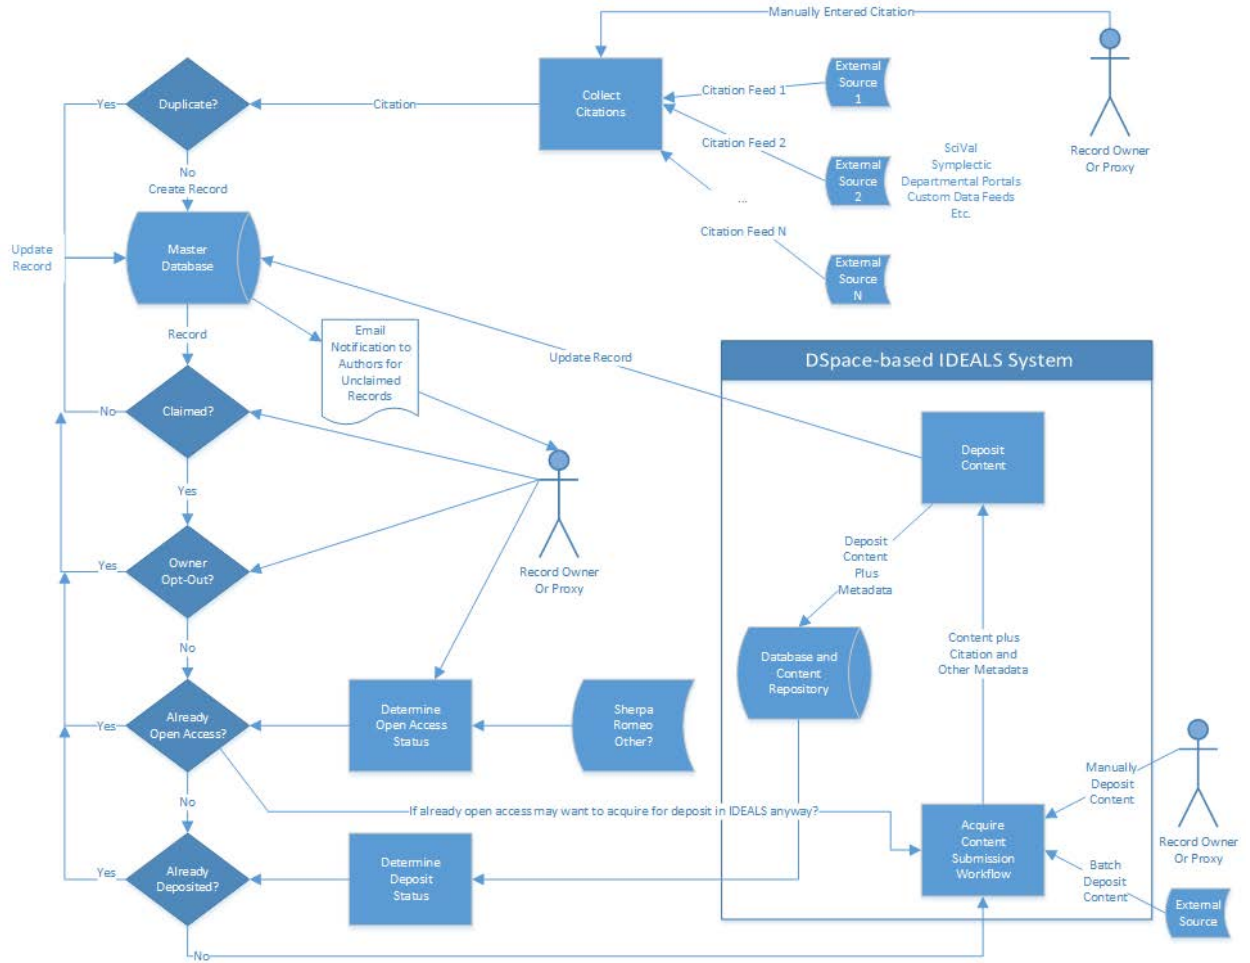 Manually Entered Citation
External
Source
1
Collect
Citations
Citation Feed 1
Yes
Duplicate?
Citation
Citation Feed 2
SciVal
Symplectic
Departmental Portals
Custom Data Feeds
Etc.
Record Owner
Or Proxy
External
Source
2
No
Create Record
...
Citation Feed N
Update
Record
Master
Database
External
Source
N
Record
Email
Notification to
Authors for
Unclaimed
Records
Update Record
DSpace-based IDEALS System
No
Claimed?
Deposit
Content
Yes
Yes
Owner
Opt-Out?
Record Owner
Or Proxy
Deposit
Content
Plus
Metadata
No
Content plus
Citation and
Other Metadata
Database and
Content
Repository
Yes
Already
Open Access?
Determine
Open Access
Status
Sherpa
Romeo
Other?
Manually
Deposit
Content
No
If already open access may want to acquire for deposit in IDEALS anyway?
Acquire
Content
Submission
Workflow
Record Owner
Or Proxy
Yes
Already
Deposited?
Determine
Deposit
Status
Batch
Deposit
Content
External
Source
No